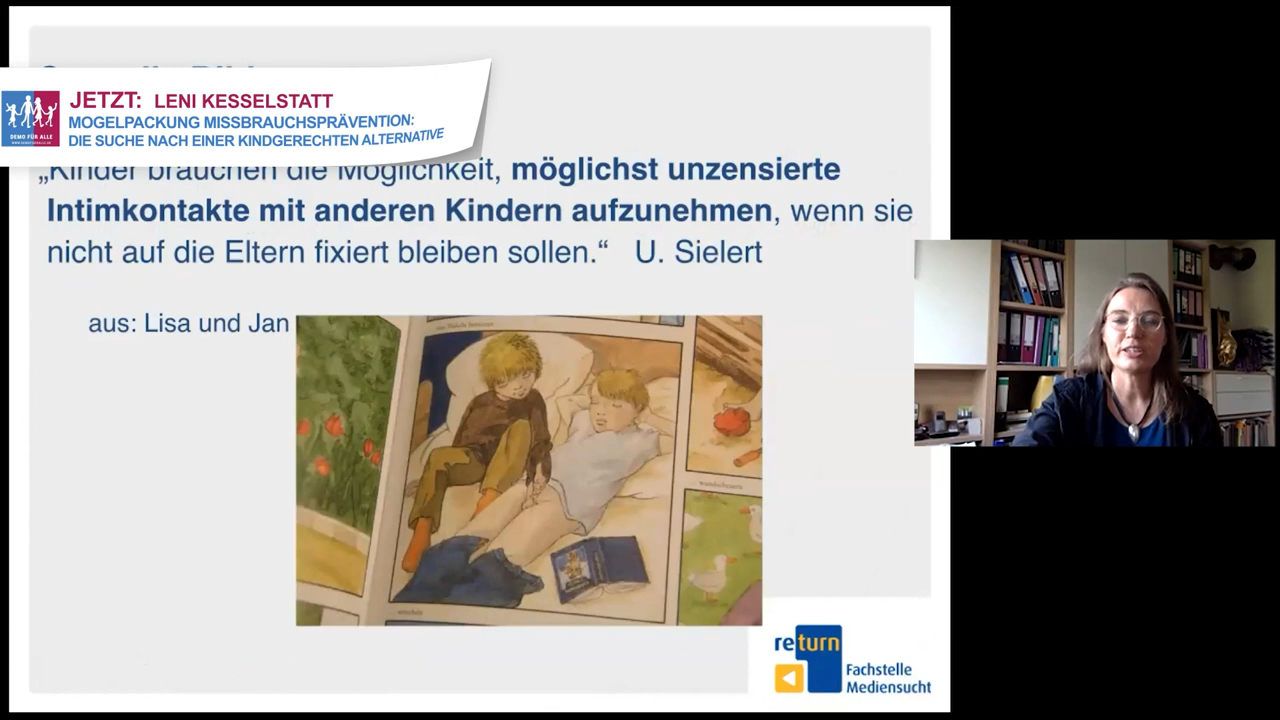 JETZT: LENI KESSELSTATT
MOGELPACKUNG MISSBRAUCHSPRÄVENTION:
DIE SUCHE NACH EINER KINDGERECHTEN ALTERNATIVE
DEMO FÜR ALLE
„Kinder brauchen die Möglichkeit, möglichst unzensierte
Intimkontakte mit anderen Kindern aufzunehmen, wenn sie
nicht auf die Eltern fixiert bleiben sollen.“ U. Sielert
aus: Lisa und Jan
return
Fachstelle
Mediensucht